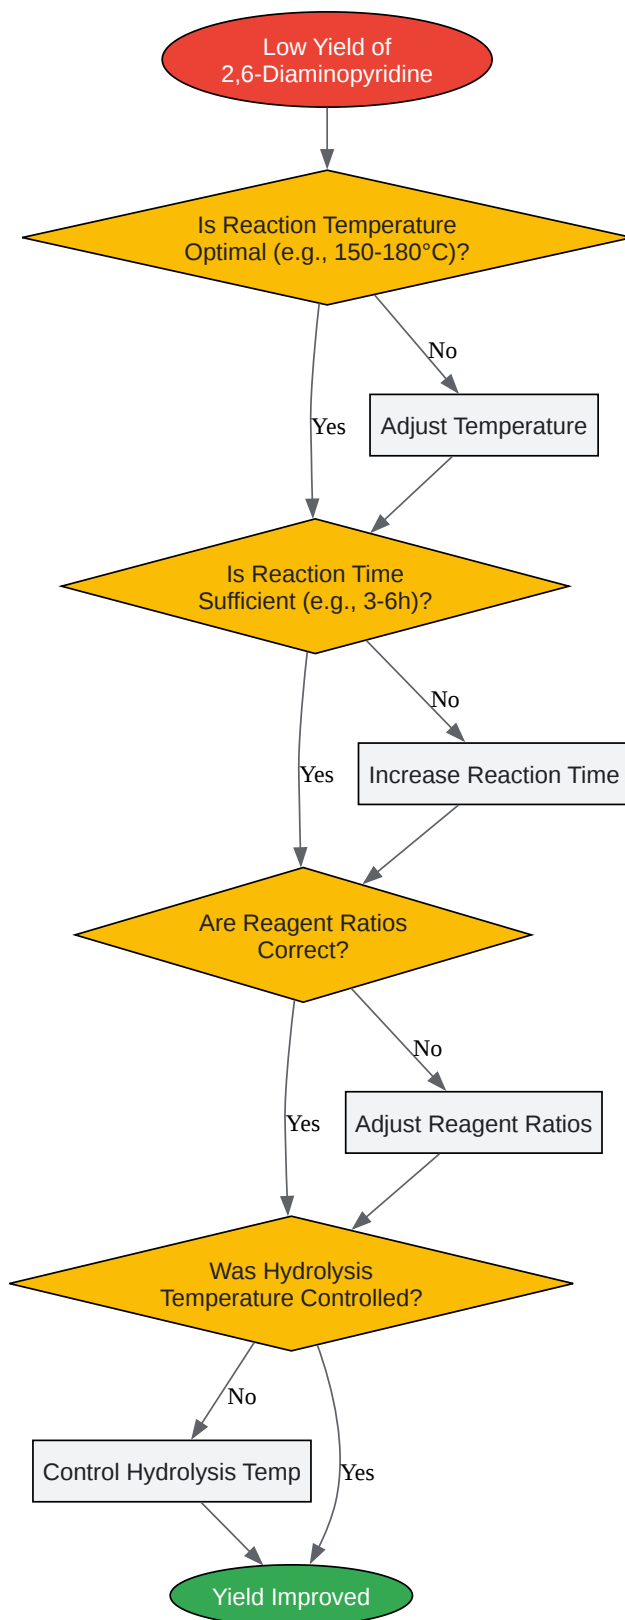 Low Yield of
2,6-Diaminopyridine
Is Reaction Temperature
Optimal (e.g., 150-180°C)?
No
Yes
Adjust Temperature
Is Reaction Time
Sufficient (e.g., 3-6h)?
No
Yes
Increase Reaction Time
Are Reagent Ratios
Correct?
No
Yes
Adjust Reagent Ratios
Was Hydrolysis
Temperature Controlled?
No
Control Hydrolysis Temp
Yes
Yield Improved